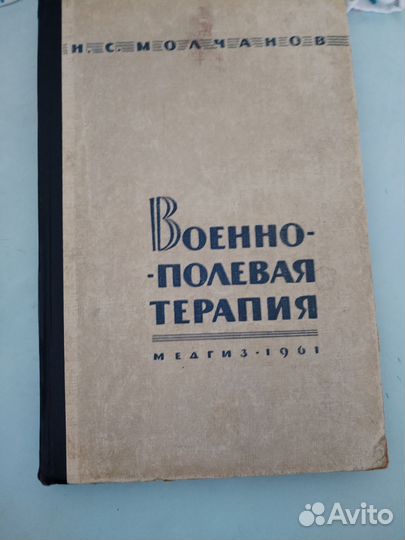 Н.С.МОЛЧАНОВ
ВОЕННО-
-ПОЛЕВАЯ
ТЕРАПИЯ
МЕДГИЗ·1961
Avito